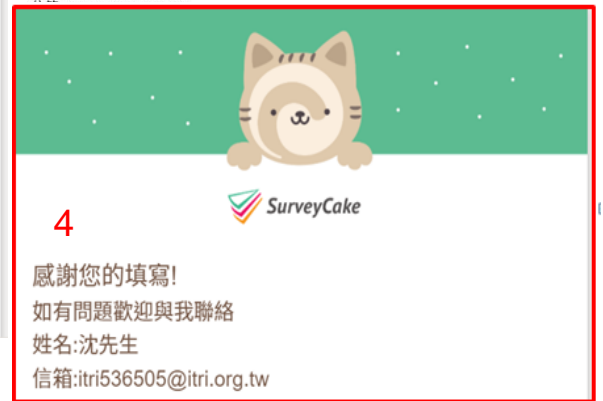 SurveyCake
4
感謝您的填寫!
如有問題歡迎與我聯絡
姓名:沈先生
信箱:itri536505@itri.org.tw